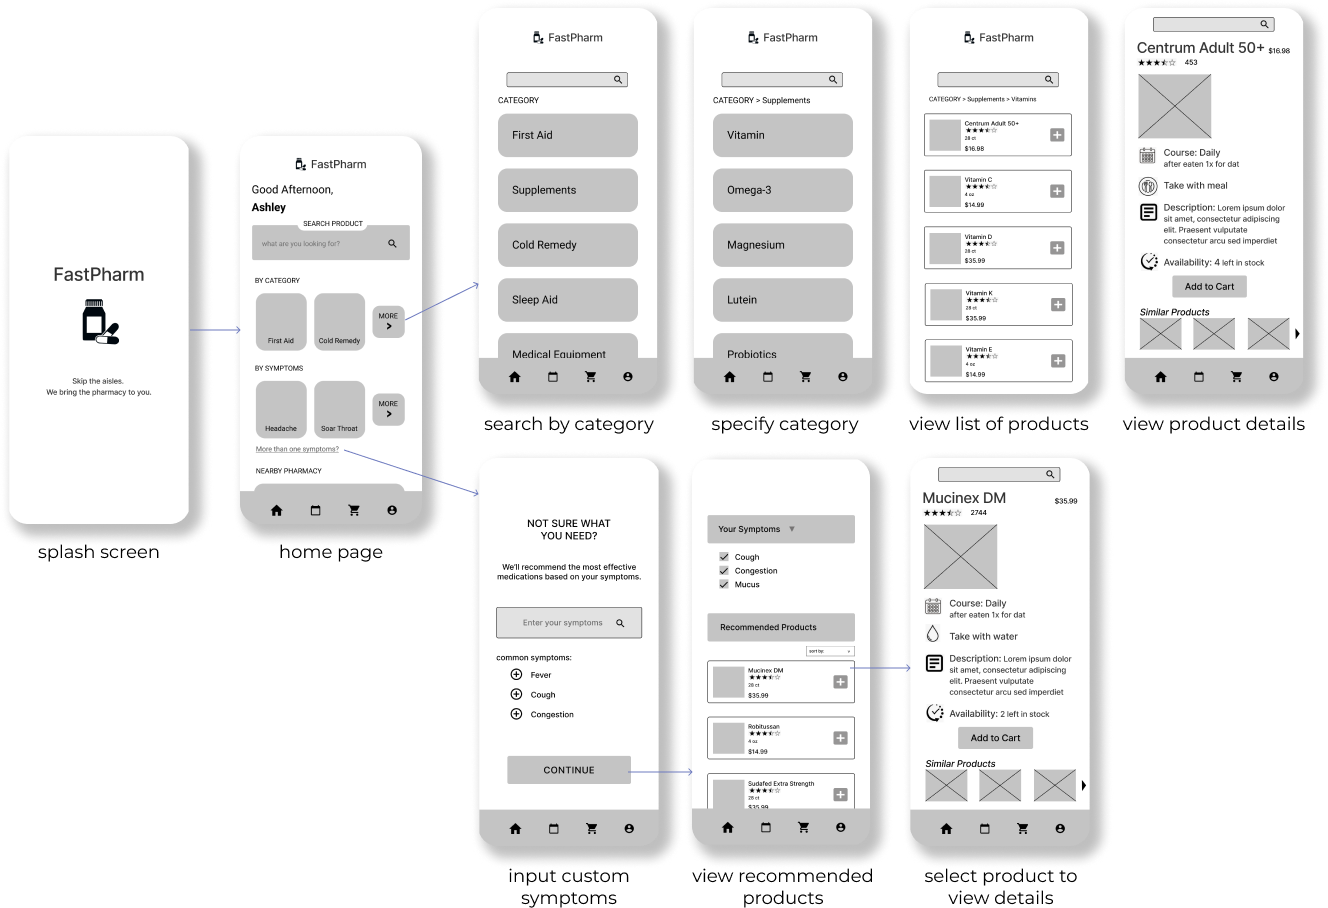 FastPharm
Skip the aisles.
We bring the pharmacy to you.
splash screen
FastPharm
Good Afternoon,
Ashley
SEARCH PRODUCT
what are you looking for?
BY CATEGORY
First Aid
Cold Remedy
MORE
>
BY SYMPTOMS
Headache
Soar Throat
MORE
>
More than one symptoms?
NEARBY PHARMACY
home page
FastPharm
CATEGORY
First Aid
Supplements
Cold Remedy
Sleep Aid
Medical Equipment
search by category
FastPharm
CATEGORY > Supplements
Vitamin
Omega-3
Magnesium
Lutein
Probiotics
specify category
FastPharm
CATEGORY > Supplements > Vitamins
Centrum Adult 50+
28 ct
$16.98
Vitamin C
4 oz
$14.99
Vitamin D
28 ct
$35.99
Vitamin K
28 ct
$35.99
Vitamin E
4 oz
$14.99
view list of products
Centrum Adult 50+ $16.98
453
Course: Daily
after eaten 1x for dat
Take with meal
Description: Lorem ipsum dolor
sit amet, consectetur adipiscing
elit. Praesent vulputate
consectetur arcu sed imperdiet
Availability: 4 left in stock
Add to Cart
Similar Products
view product details
NOT SURE WHAT
YOU NEED?
We'll recommend the most effective
medications based on your symptoms.
Enter your symptoms
common symptoms:
Fever
Cough
Congestion
CONTINUE
input custom
symptoms
Your Symptoms
Cough
Congestion
Mucus
Recommended Products
sort by:
Mucinex DM
28 ct
$35.99
Robitussan
4 oz
$14.99
Sudafed Extra Strength
28 ct
$35.99
view recommended
products
Mucinex DM $35.99
2744
Course: Daily
after eaten 1x for dat
Take with water
Description: Lorem ipsum dolor
sit amet, consectetur adipiscing
elit. Praesent vulputate
consectetur arcu sed imperdiet
Availability: 2 left in stock
Add to Cart
Similar Products
select product to
view details